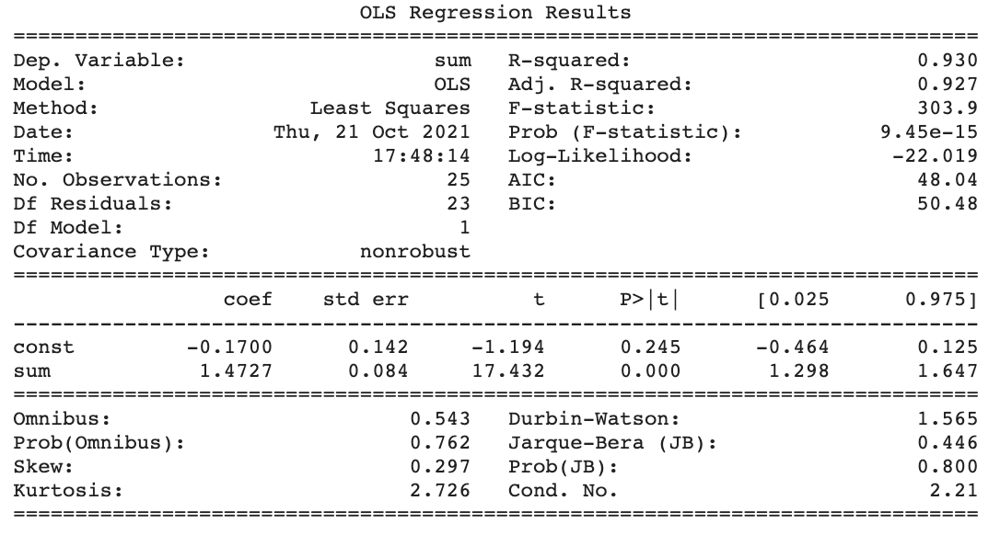 OLS Regression Results
==============================================================================
Dep. Variable:                    sum   R-squared:                       0.930
Model:                            OLS   Adj. R-squared:                  0.927
Method:                 Least Squares   F-statistic:                     303.9
Date:                Thu, 21 Oct 2021   Prob (F-statistic):           9.45e-15
Time:                        17:48:14   Log-Likelihood:                -22.019
No. Observations:                  25   AIC:                             48.04
Df Residuals:                      23   BIC:                             50.48
Df Model:                           1
Covariance Type:            nonrobust
==============================================================================
                 coef    std err          t      P>|t|      [0.025      0.975]
------------------------------------------------------------------------------
const         -0.1700      0.142     -1.194      0.245      -0.464       0.125
sum            1.4727      0.084     17.432      0.000       1.298       1.647
==============================================================================
Omnibus:                        0.543   Durbin-Watson:                   1.565
Prob(Omnibus):                  0.762   Jarque-Bera (JB):                0.446
Skew:                           0.297   Prob(JB):                        0.800
Kurtosis:                       2.726   Cond. No.                         2.21
==============================================================================